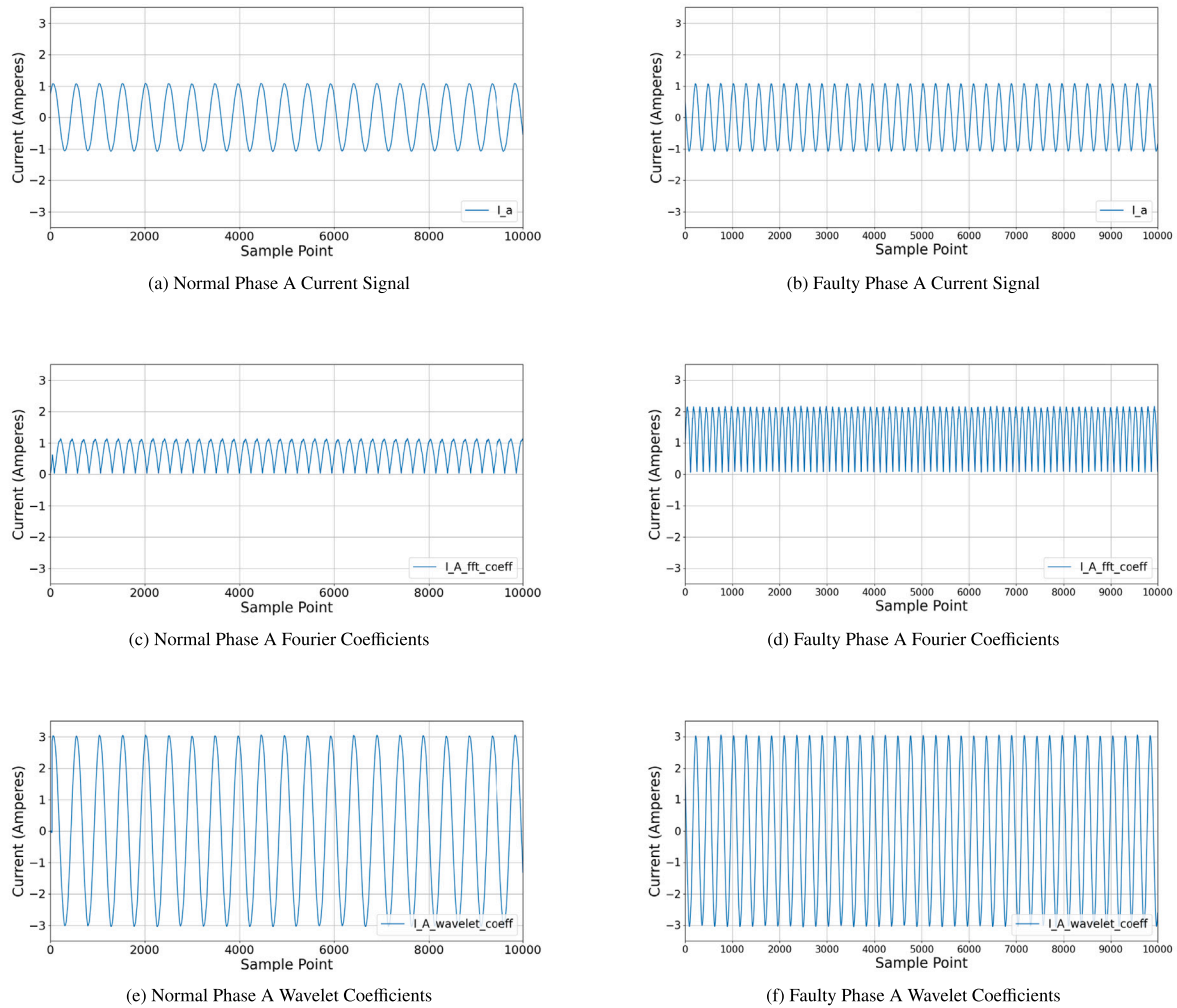 3
2
1
0
−1
−2
−3
Current (Amperes)
I_a
0 2000 4000 6000 8000 10000
Sample Point
(a) Normal Phase A Current Signal
3
2
1
0
−1
−2
−3
Current (Amperes)
I_a
0 1000 2000 3000 4000 5000 6000 7000 8000 9000 10000
Sample Point
(b) Faulty Phase A Current Signal
3
2
1
0
−1
−2
−3
Current (Amperes)
I_A_fft_coeff
0 2000 4000 6000 8000 10000
Sample Point
(c) Normal Phase A Fourier Coefficients
3
2
1
0
−1
−2
−3
Current (Amperes)
I_A_fft_coeff
0 1000 2000 3000 4000 5000 6000 7000 8000 9000 10000
Sample Point
(d) Faulty Phase A Fourier Coefficients
3
2
1
0
−1
−2
−3
Current (Amperes)
I_A_wavelet_coeff
0 2000 4000 6000 8000 10000
Sample Point
(e) Normal Phase A Wavelet Coefficients
3
2
1
0
−1
−2
−3
Current (Amperes)
I_A_wavelet_coeff
0 1000 2000 3000 4000 5000 6000 7000 8000 9000 10000
Sample Point
(f) Faulty Phase A Wavelet Coefficients